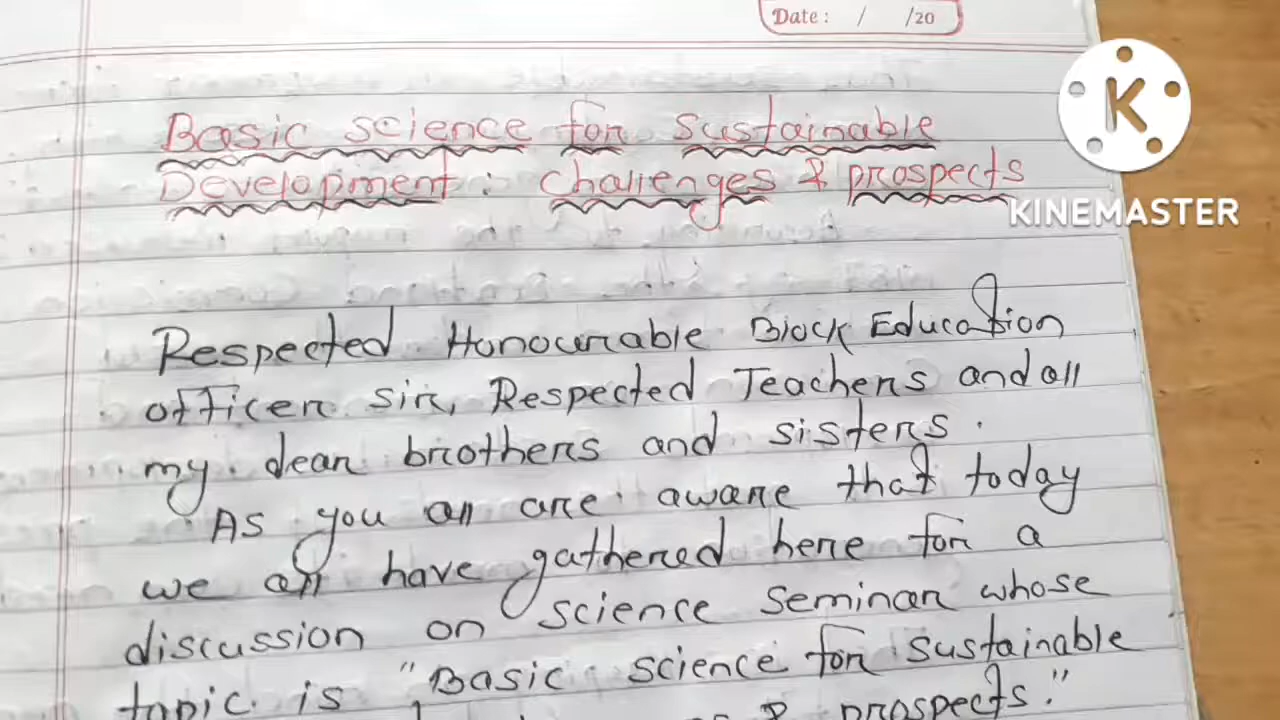 Date : / /20
Basic science for Sustainable
Development : Challenges & prospects
K
KINEMASTER
Respected Honourable Block Education
officer sir, Respected Teachers and all
my dear brothers and sisters.
As you all are aware that today
we all have gathered here for a
discussion on science seminar whose
topic is "Basic science for sustainable
& prospects."